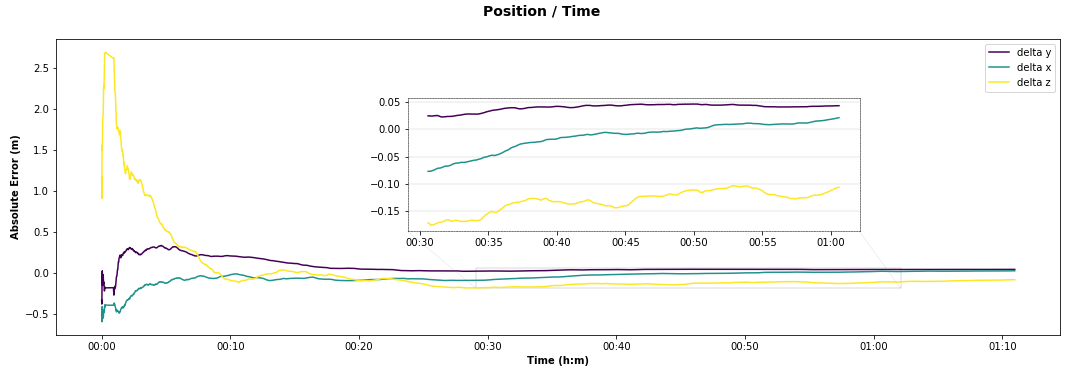 Position / Time
delta y
delta x
delta z
Absolute Error (m)
2.5
2.0
1.5
1.0
0.5
0.0
−0.5
0.05
0.00
−0.05
−0.10
−0.15
00:30 00:35 00:40 00:45 00:50 00:55 01:00
00:00 00:10 00:20 00:30 00:40 00:50 01:00 01:10
Time (h:m)